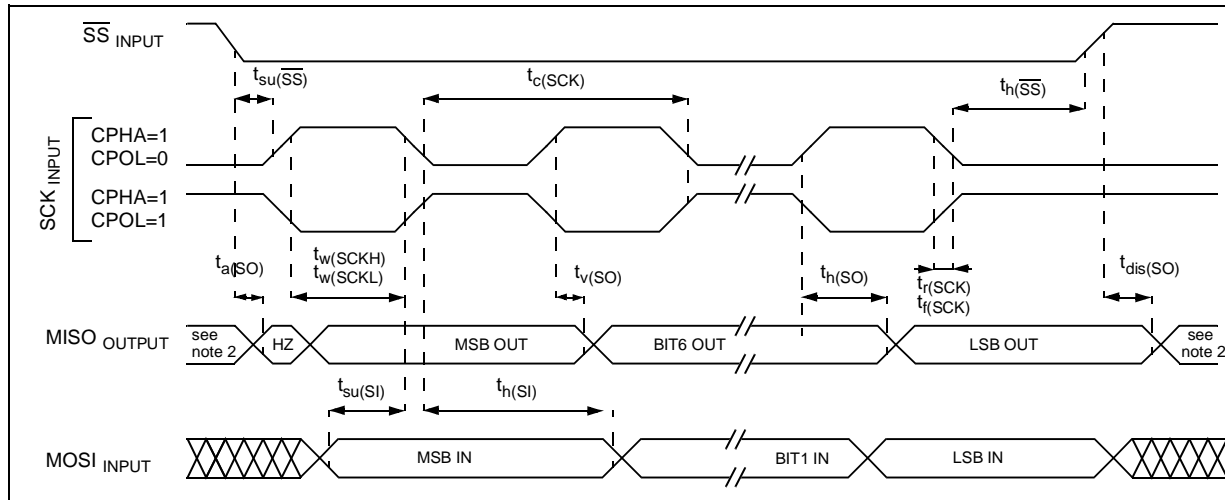 SS INPUT
tsu(SS)
tc(SCK)
th(SS)
SCK INPUT
CPHA=1
CPOL=0
CPHA=1
CPOL=1
ta(SO)
tw(SCKH)
tw(SCKL)
tv(SO)
th(SO)
tr(SCK)
tf(SCK)
tdis(SO)
MISO OUTPUT
see
note 2
HZ
MSB OUT
BIT6 OUT
LSB OUT
see
note 2
tsu(SI)
th(SI)
MOSI INPUT
MSB IN
BIT1 IN
LSB IN